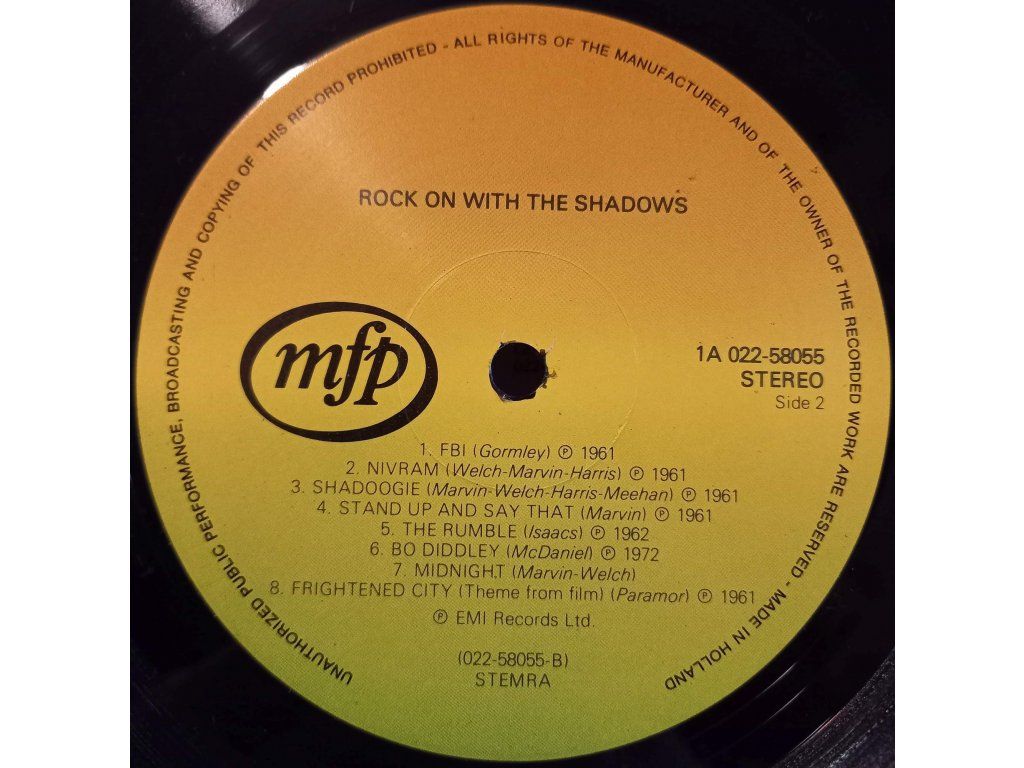 UNAUTHORIZED PUBLIC PERFORMANCE, BROADCASTING AND COPYING OF THIS RECORD PROHIBITED - ALL RIGHTS OF THE MANUFACTURER AND OF THE OWNER OF THE RECORDED WORK ARE RESERVED - MADE IN HOLLAND
ROCK ON WITH THE SHADOWS
mfp
1A 022-58055
STEREO
Side 2
1. FBI (Gormley) ℗ 1961
2. NIVRAM (Welch-Marvin-Harris) ℗ 1961
3. SHADOOGIE (Marvin-Welch-Harris-Meehan) ℗ 1961
4. STAND UP AND SAY THAT (Marvin) ℗ 1961
5. THE RUMBLE (Isaacs) ℗ 1962
6. BO DIDDLEY (McDaniel) ℗ 1972
7. MIDNIGHT (Marvin-Welch)
8. FRIGHTENED CITY (Theme from film) (Paramor) ℗ 1961
℗ EMI Records Ltd.
(022-58055-B)
STEMRA